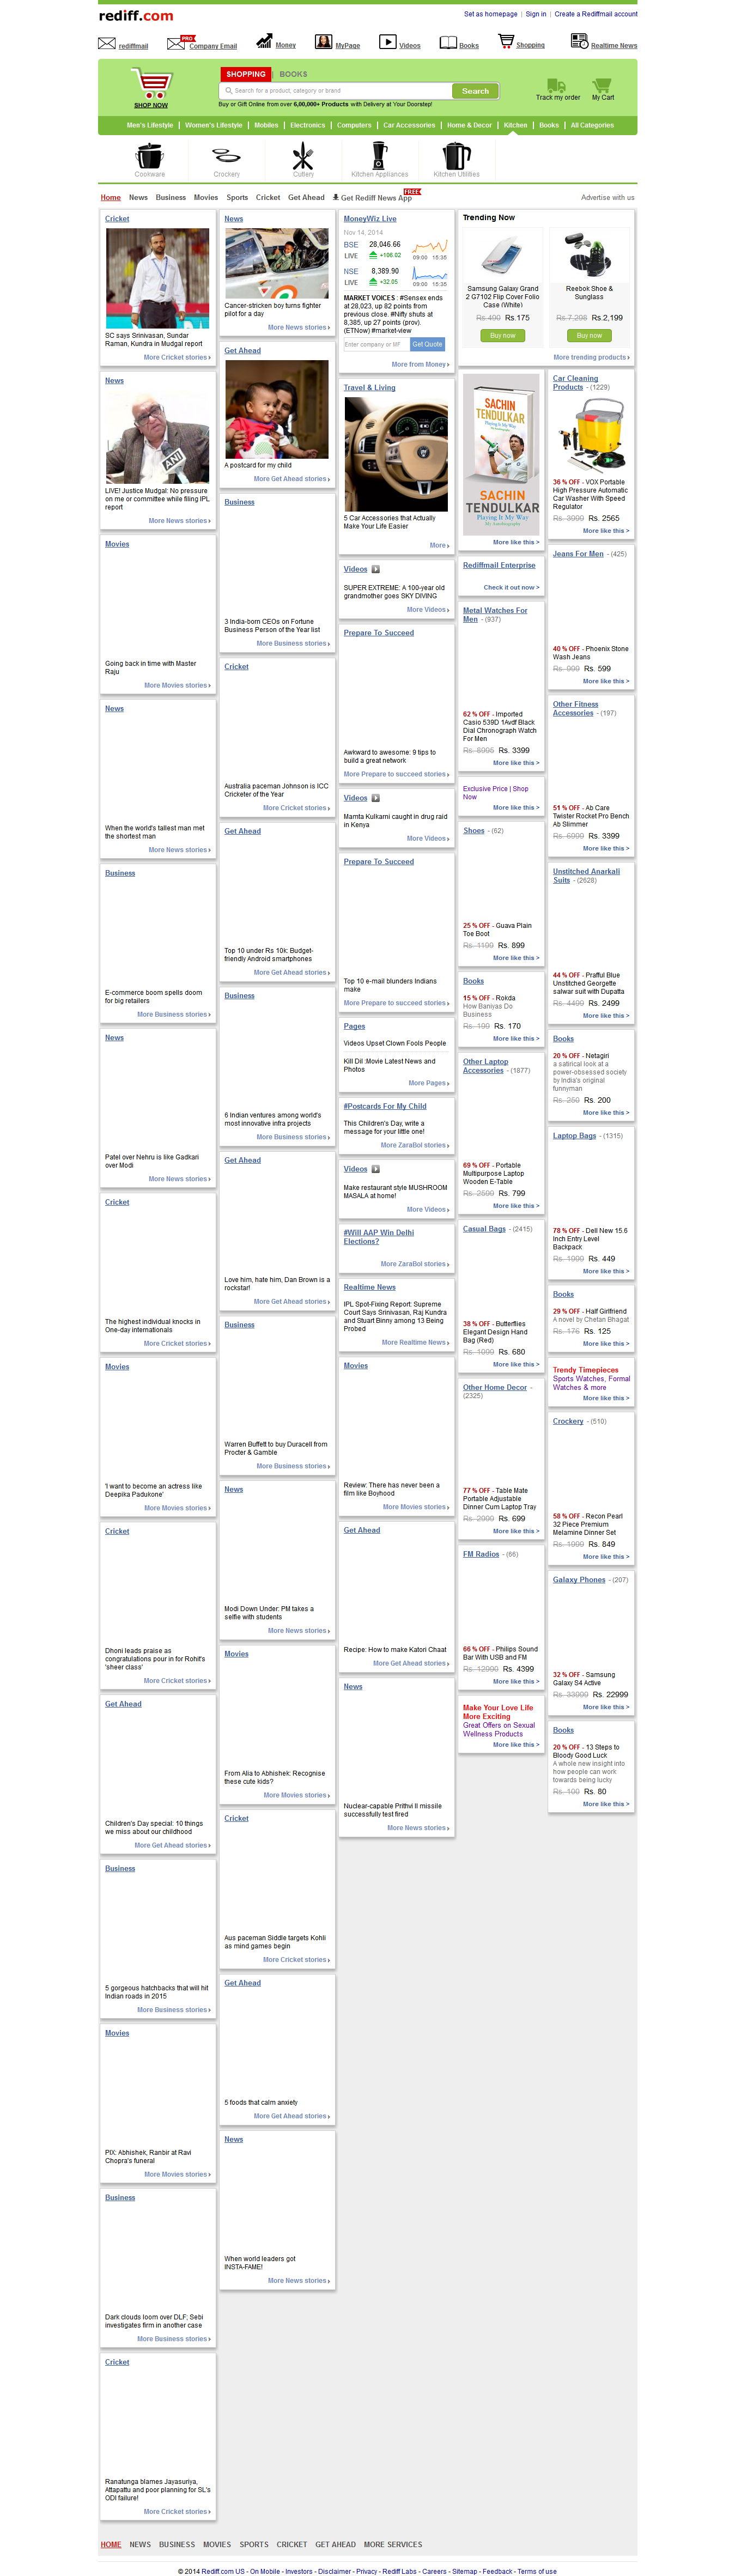 rediff.com
Set as homepage | Sign in | Create a Rediffmail account
rediffmail
PRO
Company Email
Money
MyPage
Videos
Books
Shopping
Realtime News
SHOP NOW
SHOPPING | BOOKS
Search for a product, category or brand
Search
Buy or Gift Online from over 6,00,000+ Products with Delivery at Your Doorstep!
Track my order
My Cart
Men's Lifestyle | Women's Lifestyle | Mobiles | Electronics | Computers | Car Accessories | Home & Decor | Kitchen | Books | All Categories
Cookware
Crockery
Cutlery
Kitchen Appliances
Kitchen Utilities
Home News Business Movies Sports Cricket Get Ahead Get Rediff News App
FREE
Advertise with us
Cricket
SC says Srinivasan, Sundar
Raman, Kundra in Mudgal report
More Cricket stories
News
ANI
LIVE! Justice Mudgal: No pressure
on me or committee while filing IPL
report
More News stories
Movies
Going back in time with Master
Raju
More Movies stories
News
When the world's tallest man met
the shortest man
More News stories
Business
E-commerce boom spells doom
for big retailers
More Business stories
News
Patel over Nehru is like Gadkari
over Modi
More News stories
Cricket
The highest individual knocks in
One-day internationals
More Cricket stories
Movies
'I want to become an actress like
Deepika Padukone'
More Movies stories
Cricket
Dhoni leads praise as
congratulations pour in for Rohit's
'sheer class'
More Cricket stories
Get Ahead
Children's Day special: 10 things
we miss about our childhood
More Get Ahead stories
Business
5 gorgeous hatchbacks that will hit
Indian roads in 2015
More Business stories
Movies
PIX: Abhishek, Ranbir at Ravi
Chopra's funeral
More Movies stories
Business
Dark clouds loom over DLF; Sebi
investigates firm in another case
More Business stories
Cricket
Ranatunga blames Jayasuriya,
Attapattu and poor planning for SL's
ODI failure!
More Cricket stories
News
Cancer-stricken boy turns fighter
pilot for a day
More News stories
Get Ahead
A postcard for my child
More Get Ahead stories
Business
3 India-born CEOs on Fortune
Business Person of the Year list
More Business stories
Cricket
Australia paceman Johnson is ICC
Cricketer of the Year
More Cricket stories
Get Ahead
Top 10 under Rs 10k: Budget-
friendly Android smartphones
More Get Ahead stories
Business
6 Indian ventures among world's
most innovative infra projects
More Business stories
Get Ahead
Love him, hate him, Dan Brown is a
rockstar!
More Get Ahead stories
Business
Warren Buffett to buy Duracell from
Procter & Gamble
More Business stories
News
Modi Down Under: PM takes a
selfie with students
More News stories
Movies
From Alia to Abhishek: Recognise
these cute kids?
More Movies stories
Cricket
Aus paceman Siddle targets Kohli
as mind games begin
More Cricket stories
Get Ahead
5 foods that calm anxiety
More Get Ahead stories
News
When world leaders got
INSTA-FAME!
More News stories
MoneyWiz Live
Nov 14, 2014
BSE 28,046.66
LIVE +106.02
09:00 15:35
NSE 8,389.90
LIVE +32.05
09:00 15:35
MARKET VOICES : #Sensex ends
at 28,023, up 82 points from
previous close. #Nifty shuts at
8,385, up 27 points (prov).
(ETNow) #market-view
Enter company or MF
Get Quote
More from Money
Travel & Living
5 Car Accessories that Actually
Make Your Life Easier
More
Videos
SUPER EXTREME: A 100-year old
grandmother goes SKY DIVING
More Videos
Prepare To Succeed
Awkward to awesome: 9 tips to
build a great network
More Prepare to succeed stories
Videos
Mamta Kulkarni caught in drug raid
in Kenya
More Videos
Prepare To Succeed
Top 10 e-mail blunders Indians
make
More Prepare to succeed stories
Pages
Videos Upset Clown Fools People
Kill Dil :Movie Latest News and
Photos
More Pages
#Postcards For My Child
This Children's Day, write a
message for your little one!
More ZaraBol stories
Videos
Make restaurant style MUSHROOM
MASALA at home!
More Videos
#Will AAP Win Delhi
Elections?
More ZaraBol stories
Realtime News
IPL Spot-Fixing Report: Supreme
Court Says Srinivasan, Raj Kundra
and Stuart Binny among 13 Being
Probed
More Realtime News
Movies
Review: There has never been a
film like Boyhood
More Movies stories
Get Ahead
Recipe: How to make Katori Chaat
More Get Ahead stories
News
Nuclear-capable Prithvi II missile
successfully test fired
More News stories
Trending Now
Samsung Galaxy Grand
2 G7102 Flip Cover Folio
Case (White)
Rs.499 Rs.175
Buy now
Reebok Shoe &
Sunglass
Rs.7,298 Rs.2,199
Buy now
More trending products
SACHIN
TENDULKAR
Playing It My Way
SACHIN
TENDULKAR
Playing It My Way
My Autobiography
More like this >
Rediffmail Enterprise
Check it out now >
Metal Watches For
Men - (937)
62 % OFF - Imported
Casio 539D 1Avdf Black
Dial Chronograph Watch
For Men
Rs. 8995 Rs. 3399
More like this >
Exclusive Price | Shop
Now
More like this >
Shoes - (62)
25 % OFF - Guava Plain
Toe Boot
Rs. 1199 Rs. 899
More like this >
Books
15 % OFF - Rokda
How Baniyas Do
Business
Rs. 199 Rs. 170
More like this >
Other Laptop
Accessories - (1877)
69 % OFF - Portable
Multipurpose Laptop
Wooden E-Table
Rs. 2599 Rs. 799
More like this >
Casual Bags - (2415)
38 % OFF - Butterflies
Elegant Design Hand
Bag (Red)
Rs. 1099 Rs. 680
More like this >
Other Home Decor -
(2325)
77 % OFF - Table Mate
Portable Adjustable
Dinner Cum Laptop Tray
Rs. 2999 Rs. 699
More like this >
FM Radios - (66)
66 % OFF - Philips Sound
Bar With USB and FM
Rs. 12990 Rs. 4399
More like this >
Make Your Love Life
More Exciting
Great Offers on Sexual
Wellness Products
More like this >
Car Cleaning
Products - (1229)
36 % OFF - VOX Portable
High Pressure Automatic
Car Washer With Speed
Regulator
Rs. 3999 Rs. 2565
More like this >
Jeans For Men - (425)
40 % OFF - Phoenix Stone
Wash Jeans
Rs. 999 Rs. 599
More like this >
Other Fitness
Accessories - (197)
51 % OFF - Ab Care
Twister Rocket Pro Bench
Ab Slimmer
Rs. 6999 Rs. 3399
More like this >
Unstitched Anarkali
Suits - (2628)
44 % OFF - Prafful Blue
Unstitched Georgette
salwar suit with Dupatta
Rs. 4499 Rs. 2499
More like this >
Books
20 % OFF - Netagiri
a satirical look at a
power-obsessed society
by India's original
funnyman
Rs. 250 Rs. 200
More like this >
Laptop Bags - (1315)
78 % OFF - Dell New 15.6
Inch Entry Level
Backpack
Rs. 1999 Rs. 449
More like this >
Books
29 % OFF - Half Girlfriend
A novel by Chetan Bhagat
Rs. 176 Rs. 125
More like this >
Trendy Timepieces
Sports Watches, Formal
Watches & more
More like this >
Crockery - (510)
58 % OFF - Recon Pearl
32 Piece Premium
Melamine Dinner Set
Rs. 1999 Rs. 849
More like this >
Galaxy Phones - (207)
32 % OFF - Samsung
Galaxy S4 Active
Rs. 33999 Rs. 22999
More like this >
Books
20 % OFF - 13 Steps to
Bloody Good Luck
A whole new insight into
how people can work
towards being lucky
Rs. 100 Rs. 80
More like this >
HOME NEWS BUSINESS MOVIES SPORTS CRICKET GET AHEAD MORE SERVICES
© 2014 Rediff.com US - On Mobile - Investors - Disclaimer - Privacy - Rediff Labs - Careers - Sitemap - Feedback - Terms of use